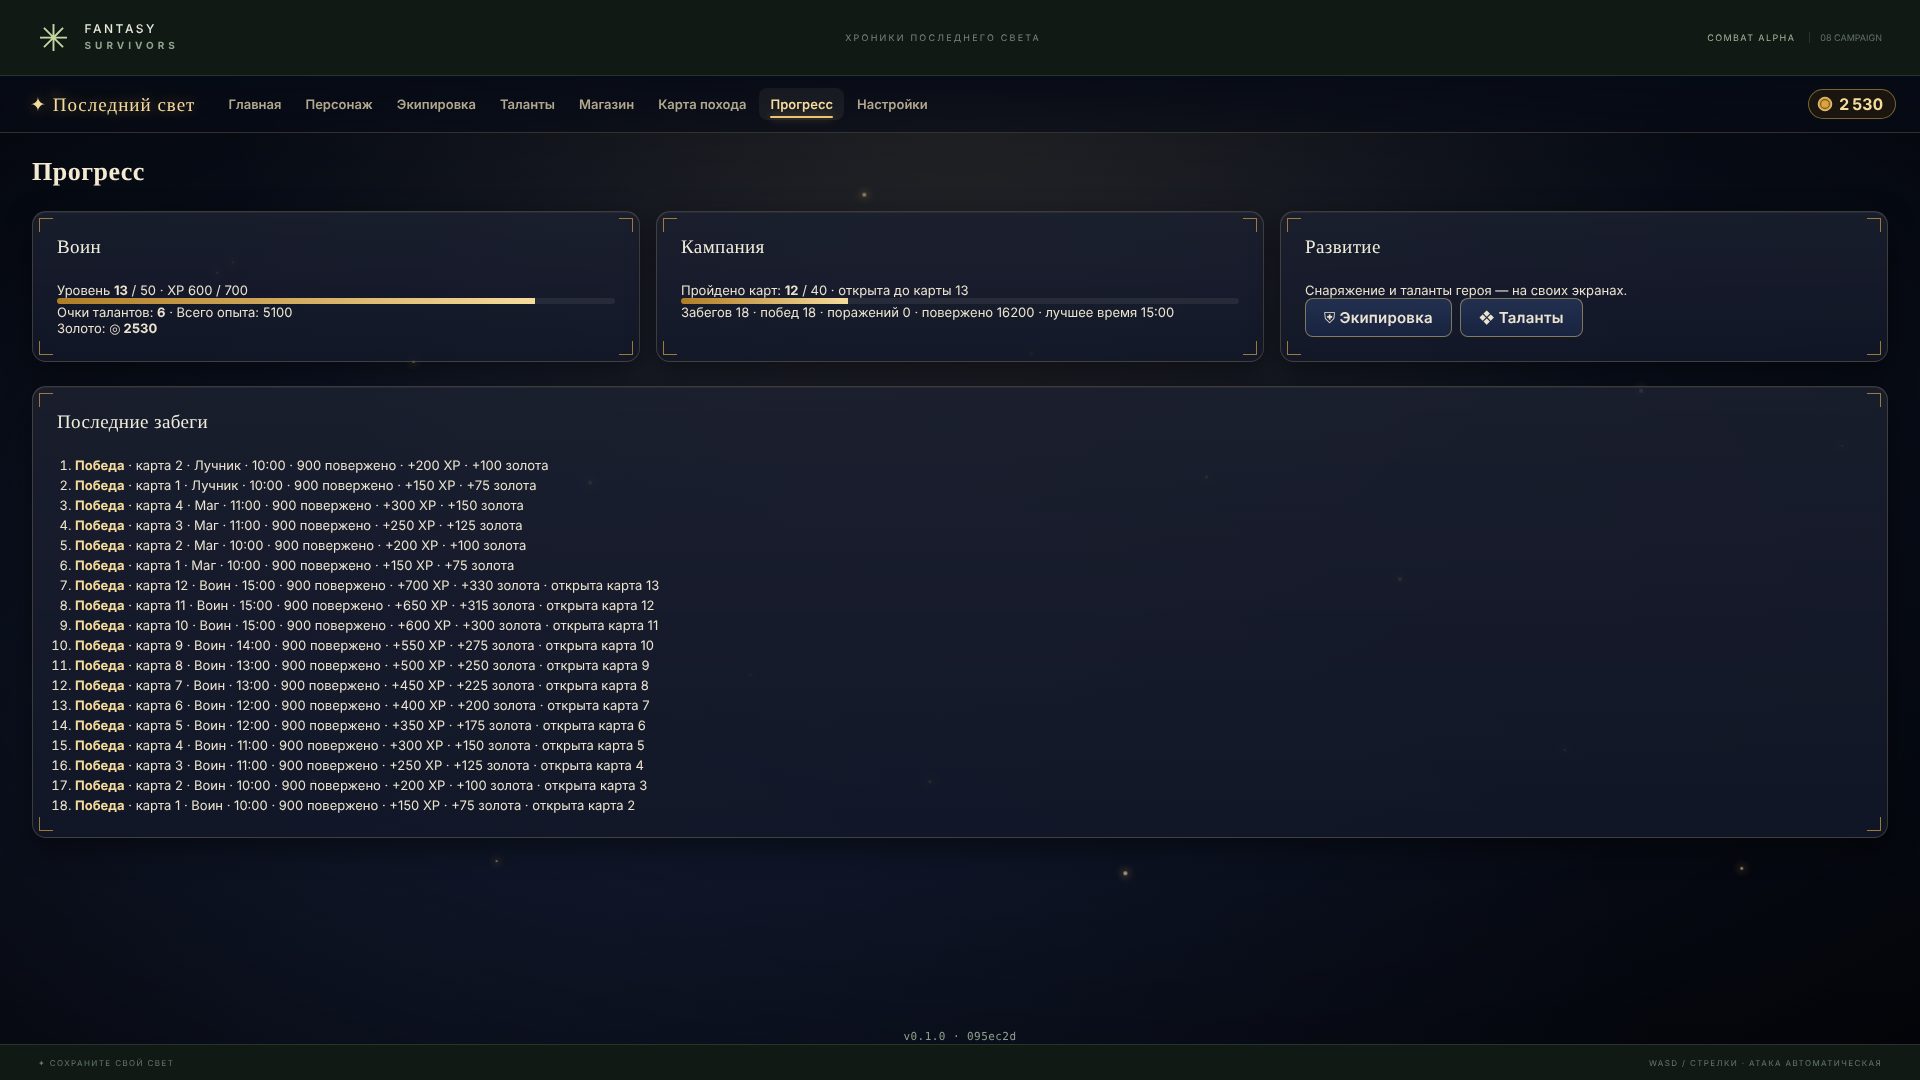 FANTASY
SURVIVORS
ХРОНИКИ ПОСЛЕДНЕГО СВЕТА
COMBAT ALPHA
08 CAMPAIGN
✦ Последний свет
Главная
Персонаж
Экипировка
Таланты
Магазин
Карта похода
Прогресс
Настройки
2 530
Прогресс
Воин
Уровень 13 / 50 · XP 600 / 700
Очки талантов: 6 · Всего опыта: 5100
Золото: ◎ 2530
Кампания
Пройдено карт: 12 / 40 · открыта до карты 13
Забегов 18 · побед 18 · поражений 0 · повержено 16200 · лучшее время 15:00
Развитие
Снаряжение и таланты героя — на своих экранах.
⛨ Экипировка
❖ Таланты
Последние забеги
1. Победа · карта 2 · Лучник · 10:00 · 900 повержено · +200 XP · +100 золота
2. Победа · карта 1 · Лучник · 10:00 · 900 повержено · +150 XP · +75 золота
3. Победа · карта 4 · Маг · 11:00 · 900 повержено · +300 XP · +150 золота
4. Победа · карта 3 · Маг · 11:00 · 900 повержено · +250 XP · +125 золота
5. Победа · карта 2 · Маг · 10:00 · 900 повержено · +200 XP · +100 золота
6. Победа · карта 1 · Маг · 10:00 · 900 повержено · +150 XP · +75 золота
7. Победа · карта 12 · Воин · 15:00 · 900 повержено · +700 XP · +330 золота · открыта карта 13
8. Победа · карта 11 · Воин · 15:00 · 900 повержено · +650 XP · +315 золота · открыта карта 12
9. Победа · карта 10 · Воин · 15:00 · 900 повержено · +600 XP · +300 золота · открыта карта 11
10. Победа · карта 9 · Воин · 14:00 · 900 повержено · +550 XP · +275 золота · открыта карта 10
11. Победа · карта 8 · Воин · 13:00 · 900 повержено · +500 XP · +250 золота · открыта карта 9
12. Победа · карта 7 · Воин · 13:00 · 900 повержено · +450 XP · +225 золота · открыта карта 8
13. Победа · карта 6 · Воин · 12:00 · 900 повержено · +400 XP · +200 золота · открыта карта 7
14. Победа · карта 5 · Воин · 12:00 · 900 повержено · +350 XP · +175 золота · открыта карта 6
15. Победа · карта 4 · Воин · 11:00 · 900 повержено · +300 XP · +150 золота · открыта карта 5
16. Победа · карта 3 · Воин · 11:00 · 900 повержено · +250 XP · +125 золота · открыта карта 4
17. Победа · карта 2 · Воин · 10:00 · 900 повержено · +200 XP · +100 золота · открыта карта 3
18. Победа · карта 1 · Воин · 10:00 · 900 повержено · +150 XP · +75 золота · открыта карта 2
v0.1.0 · 095ec2d
✦ СОХРАНИТЕ СВОЙ СВЕТ
WASD / СТРЕЛКИ · АТАКА АВТОМАТИЧЕСКАЯ